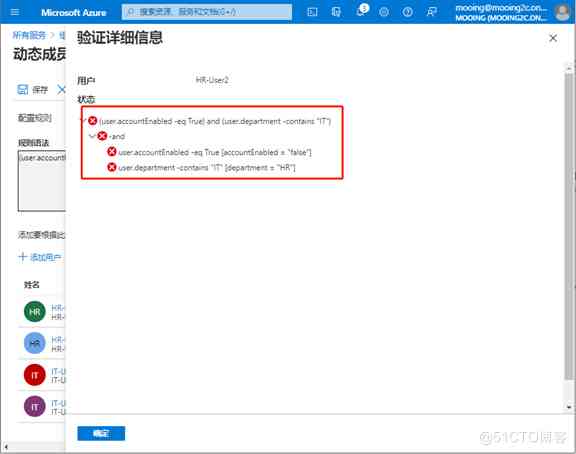 Microsoft Azure
搜索资源、服务和文档(G+/)
mooing@mooing2c.on...
MOOING (MOOING2C.ON...
所有服务
动态成员
保存
配置规则
规则语法
(user.accou
添加要根据此
添加用户
姓名
HR
HR-U
HR-U
HR
HR-U
HR-U
IT
IT-U
IT-U
IT
IT-U
IT-U
验证详细信息
用户
HR-User2
状态
(user.accountEnabled -eq True) and (user.department -contains "IT")
-and
user.accountEnabled -eq True [accountEnabled = "false"]
user.department -contains "IT" [department = "HR"]
确定
@51CTO博客